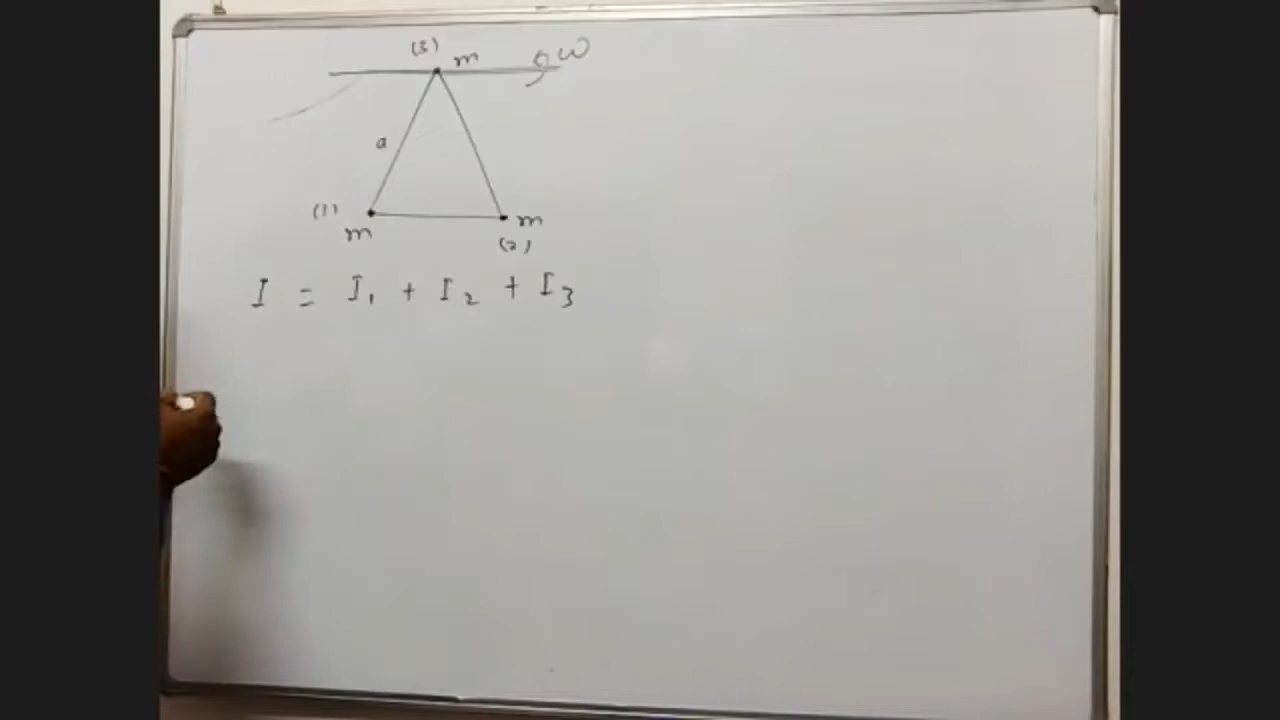 (3)
m
ω
a
(1)
m
m
(2)
I = I₁ + I₂ + I₃